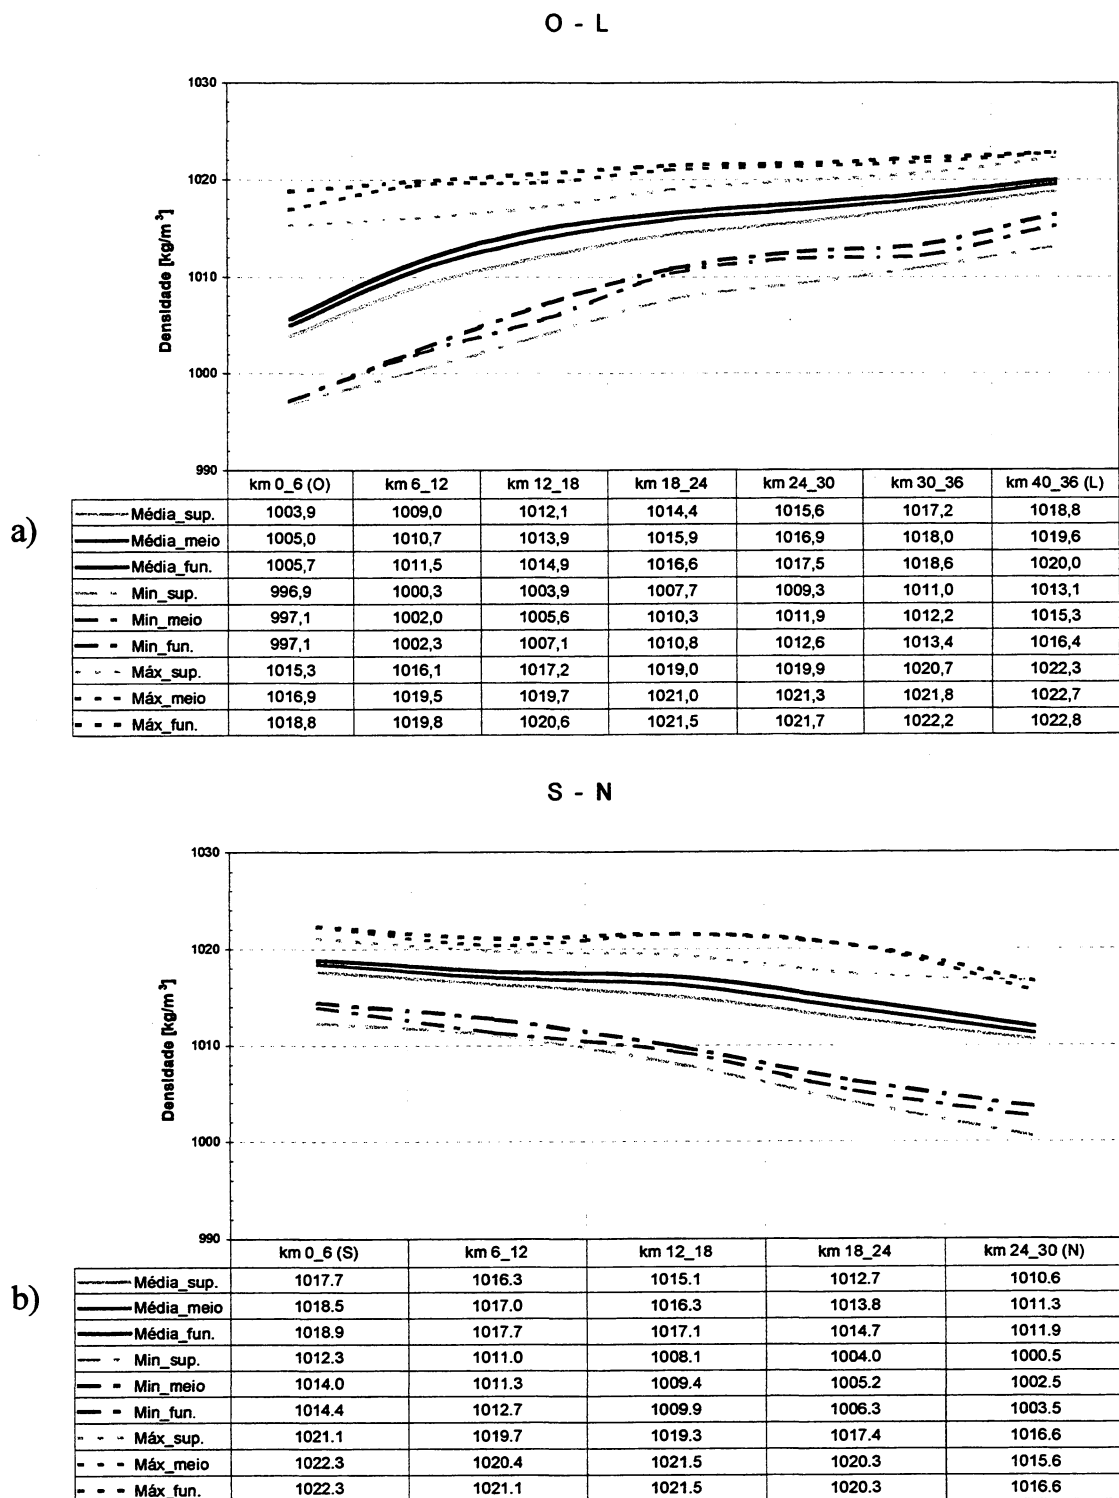 O - L
1030
1020
1010
1000
990
Densidade [kg/m³]
a)
km 0_6 (O) km 6_12 km 12_18 km 18_24 km 24_30 km 30_36 km 40_36 (L)
Média_sup. 1003,9 1009,0 1012,1 1014,4 1015,6 1017,2 1018,8
Média_meio 1005,0 1010,7 1013,9 1015,9 1016,9 1018,0 1019,6
Média_fun. 1005,7 1011,5 1014,9 1016,6 1017,5 1018,6 1020,0
Min_sup. 996,9 1000,3 1003,9 1007,7 1009,3 1011,0 1013,1
Min_meio 997,1 1002,0 1005,6 1010,3 1011,9 1012,2 1015,3
Min_fun. 997,1 1002,3 1007,1 1010,8 1012,6 1013,4 1016,4
Máx_sup. 1015,3 1016,1 1017,2 1019,0 1019,9 1020,7 1022,3
Máx_meio 1016,9 1019,5 1019,7 1021,0 1021,3 1021,8 1022,7
Máx_fun. 1018,8 1019,8 1020,6 1021,5 1021,7 1022,2 1022,8
S - N
1030
1020
1010
1000
990
Densidade [kg/m³]
b)
km 0_6 (S) km 6_12 km 12_18 km 18_24 km 24_30 (N)
Média_sup. 1017.7 1016.3 1015.1 1012.7 1010.6
Média_meio 1018.5 1017.0 1016.3 1013.8 1011.3
Média_fun. 1018.9 1017.7 1017.1 1014.7 1011.9
Min_sup. 1012.3 1011.0 1008.1 1004.0 1000.5
Min_meio 1014.0 1011.3 1009.4 1005.2 1002.5
Min_fun. 1014.4 1012.7 1009.9 1006.3 1003.5
Máx_sup. 1021.1 1019.7 1019.3 1017.4 1016.6
Máx_meio 1022.3 1020.4 1021.5 1020.3 1015.6
Máx_fun. 1022.3 1021.1 1021.5 1020.3 1016.6